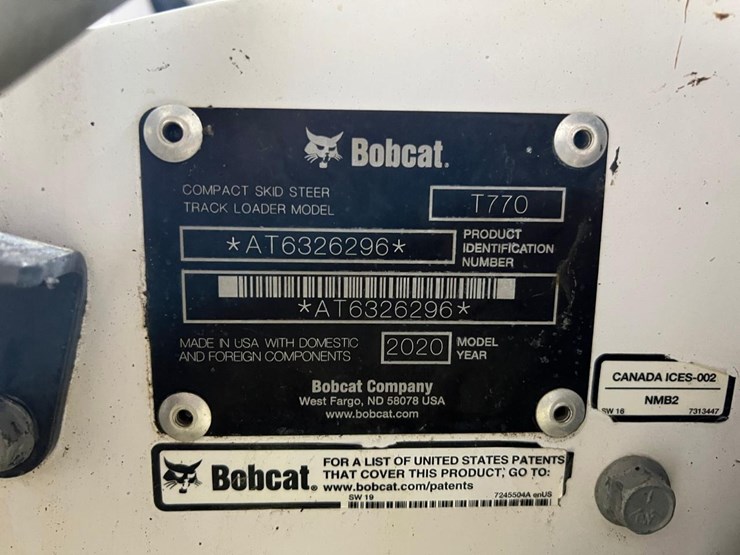 Bobcat.
COMPACT SKID STEER
TRACK LOADER MODEL
T770
*AT6326296*
PRODUCT
IDENTIFICATION
NUMBER
*AT6326296*
MADE IN USA WITH DOMESTIC
AND FOREIGN COMPONENTS
2020
MODEL
YEAR
Bobcat Company
West Fargo, ND 58078 USA
www.bobcat.com
CANADA ICES-002
NMB2
SW 16 7313447
Bobcat.
FOR A LIST OF UNITED STATES PATENTS
THAT COVER THIS PRODUCT, GO TO:
www.bobcat.com/patents
SW 19 7245504A enUS